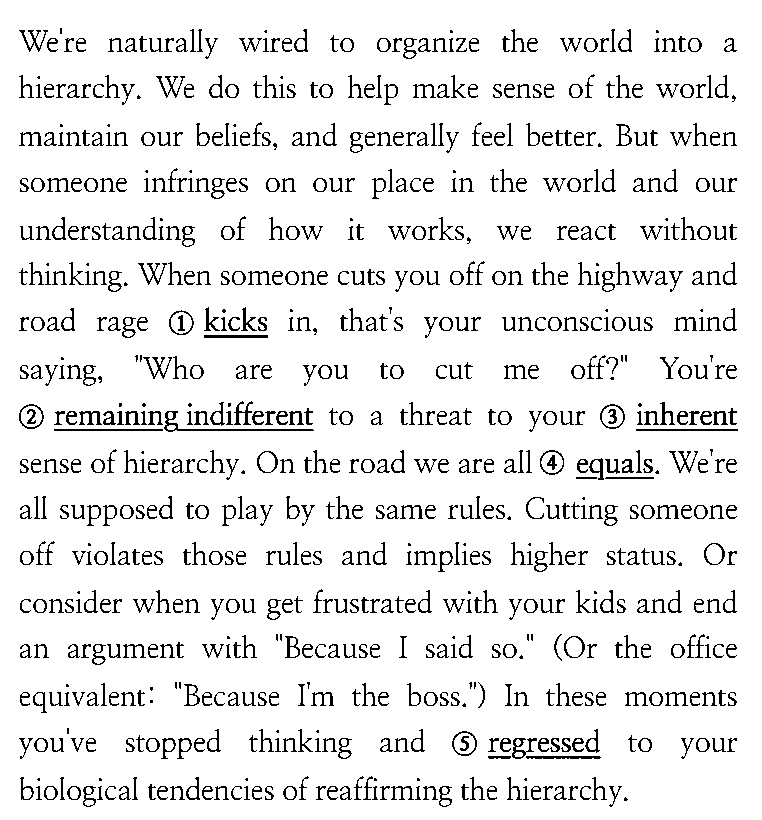 We're naturally wired to organize the world into a
hierarchy. We do this to help make sense of the world,
maintain our beliefs, and generally feel better. But when
someone infringes on our place in the world and our
understanding of how it works, we react without
thinking. When someone cuts you off on the highway and
road rage ① kicks in, that's your unconscious mind
saying, "Who are you to cut me off?" You're
② remaining indifferent to a threat to your ③ inherent
sense of hierarchy. On the road we are all ④ equals. We're
all supposed to play by the same rules. Cutting someone
off violates those rules and implies higher status. Or
consider when you get frustrated with your kids and end
an argument with "Because I said so." (Or the office
equivalent: "Because I'm the boss.") In these moments
you've stopped thinking and ⑤ regressed to your
biological tendencies of reaffirming the hierarchy.